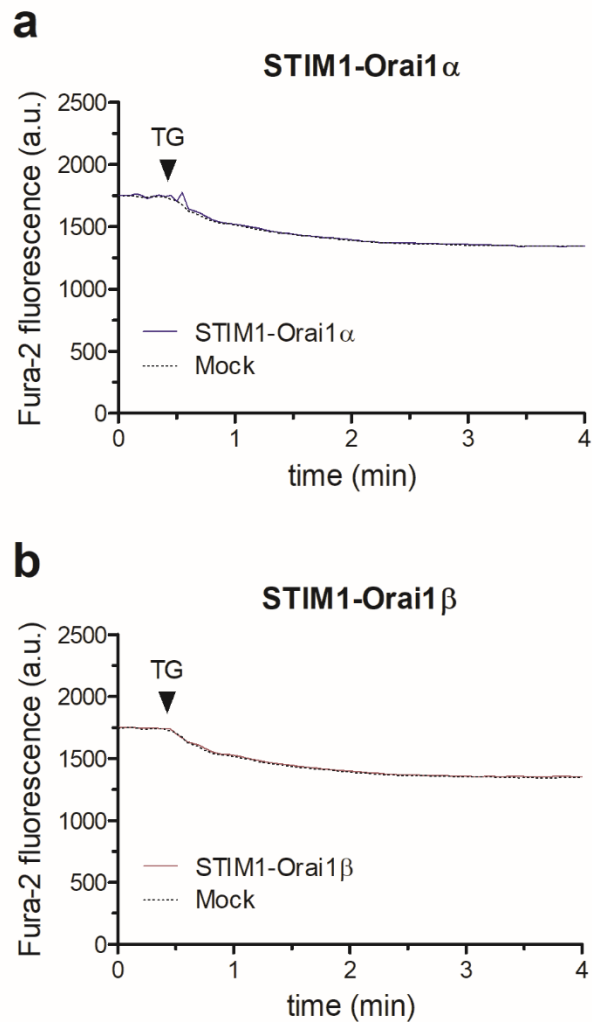 a
STIM1-Orai1α
Fura-2 fluorescence (a.u.)
2500
2000
1500
1000
500
0
TG
STIM1-Orai1α
Mock
0 1 2 3 4
time (min)
b
STIM1-Orai1β
Fura-2 fluorescence (a.u.)
2500
2000
1500
1000
500
0
TG
STIM1-Orai1β
Mock
0 1 2 3 4
time (min)